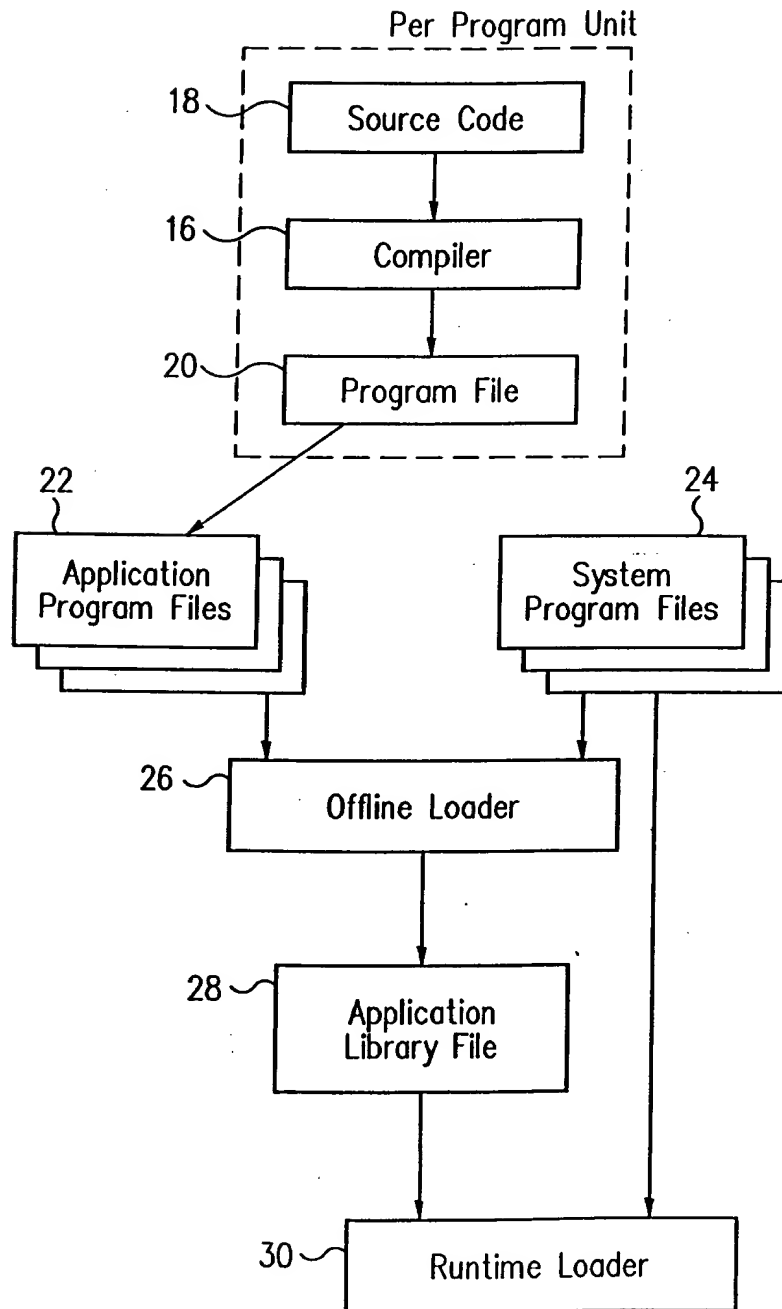 Per Program Unit
18
Source Code
16
Compiler
20
Program File
22
Application
Program Files
24
System
Program Files
26
Offline Loader
28
Application
Library File
30
Runtime Loader